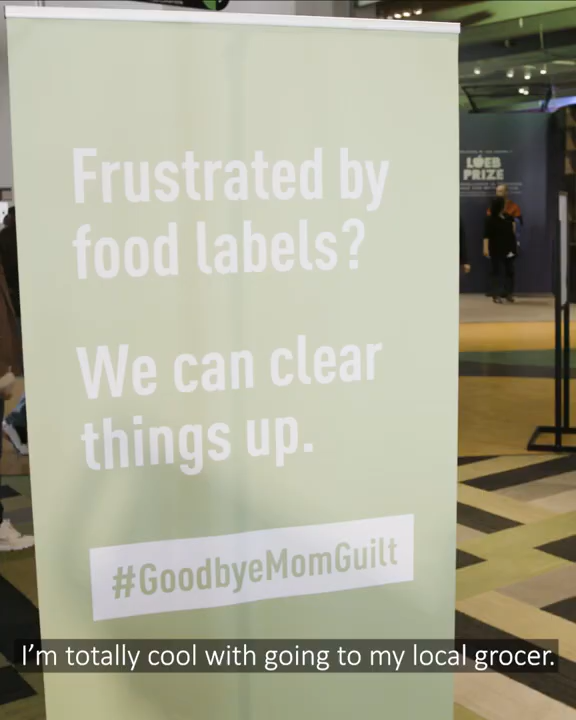 Frustrated by
food labels?
We can clear
things up.
#GoodbyeMomGuilt
LOEB
PRIZE
I'm totally cool with going to my local grocer.